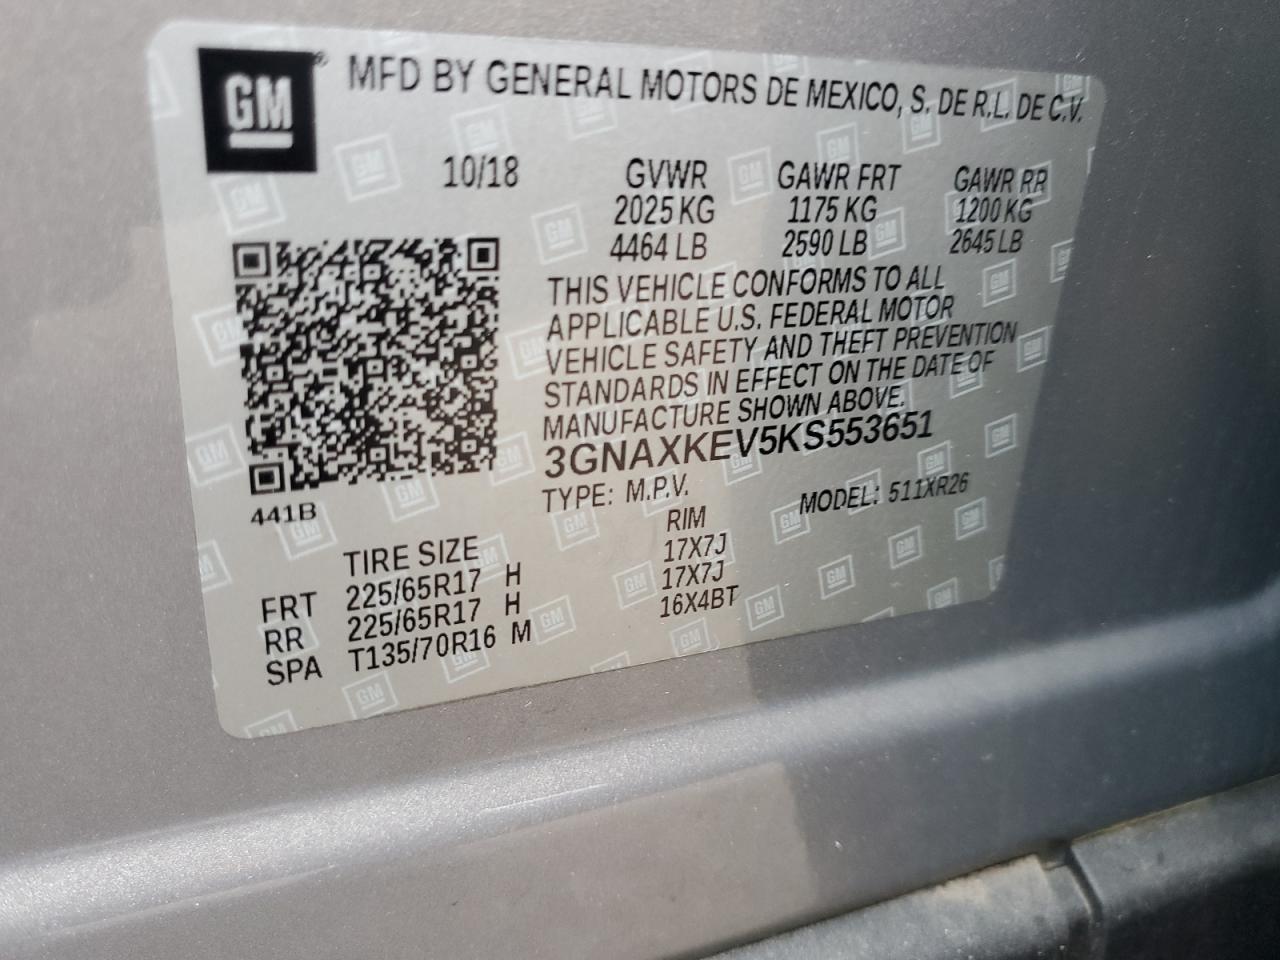 GM® MFD BY GENERAL MOTORS DE MEXICO, S. DE R.L. DE C.V.
10/18 GVWR GAWR FRT GAWR RR
2025 KG 1175 KG 1200 KG
4464 LB 2590 LB 2645 LB
THIS VEHICLE CONFORMS TO ALL
APPLICABLE U.S. FEDERAL MOTOR
VEHICLE SAFETY AND THEFT PREVENTION
STANDARDS IN EFFECT ON THE DATE OF
MANUFACTURE SHOWN ABOVE.
3GNAXKEV5KS553651
441B TYPE: M.P.V. MODEL: 511XR26
TIRE SIZE RIM
FRT 225/65R17 H 17X7J
RR 225/65R17 H 17X7J
SPA T135/70R16 M 16X4BT